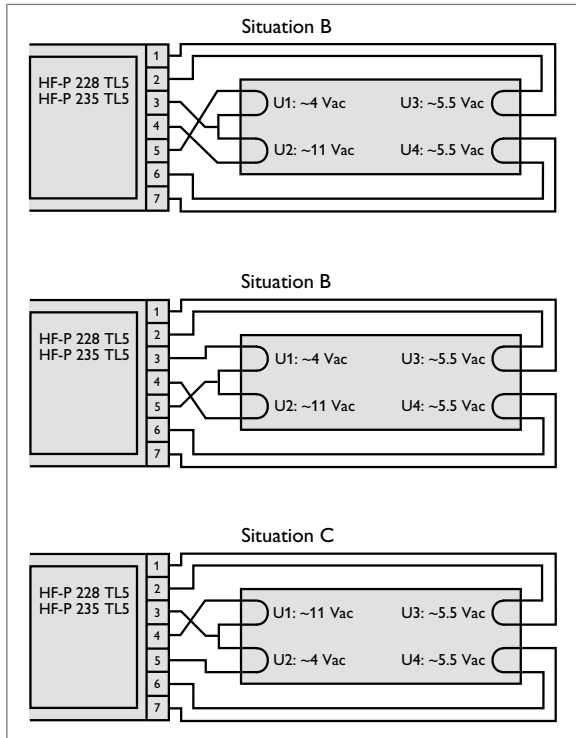 Situation B
HF-P 228 TL5
HF-P 235 TL5
1
2
3
4
5
6
7
U1: ~4 Vac
U3: ~5.5 Vac
U2: ~11 Vac
U4: ~5.5 Vac
Situation B
HF-P 228 TL5
HF-P 235 TL5
1
2
3
4
5
6
7
U1: ~4 Vac
U3: ~5.5 Vac
U2: ~11 Vac
U4: ~5.5 Vac
Situation C
HF-P 228 TL5
HF-P 235 TL5
1
2
3
4
5
6
7
U1: ~11 Vac
U3: ~5.5 Vac
U2: ~4 Vac
U4: ~5.5 Vac